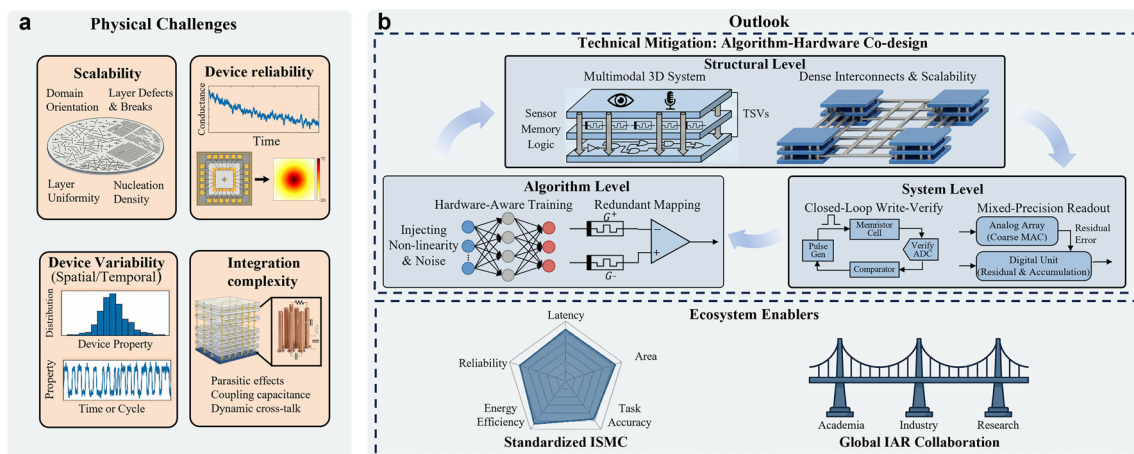 a
Physical Challenges
Scalability
Domain
Orientation
Layer Defects
& Breaks
Layer
Uniformity
Nucleation
Density
Device reliability
Conductance
Time
°C
Device Variability
(Spatial/Temporal)
Distribution
Device Property
Property
Time or Cycle
Integration
complexity
Parasitic effects
Coupling capacitance
Dynamic cross-talk
b
Outlook
Technical Mitigation: Algorithm-Hardware Co-design
Structural Level
Multimodal 3D System
Sensor
Memory
Logic
TSVs
Dense Interconnects & Scalability
Algorithm Level
Hardware-Aware Training
Injecting
Non-linearity
& Noise
Redundant Mapping
G+
G-
−
+
System Level
Closed-Loop Write-Verify
Pulse
Gen
Memristor
Cell
Verify
ADC
Comparator
Mixed-Precision Readout
Analog Array
(Coarse MAC)
Residual
Error
Digital Unit
(Residual & Accumulation)
Ecosystem Enablers
Latency
Reliability
Area
Energy
Efficiency
Task
Accuracy
Standardized ISMC
Academia
Industry
Research
Global IAR Collaboration